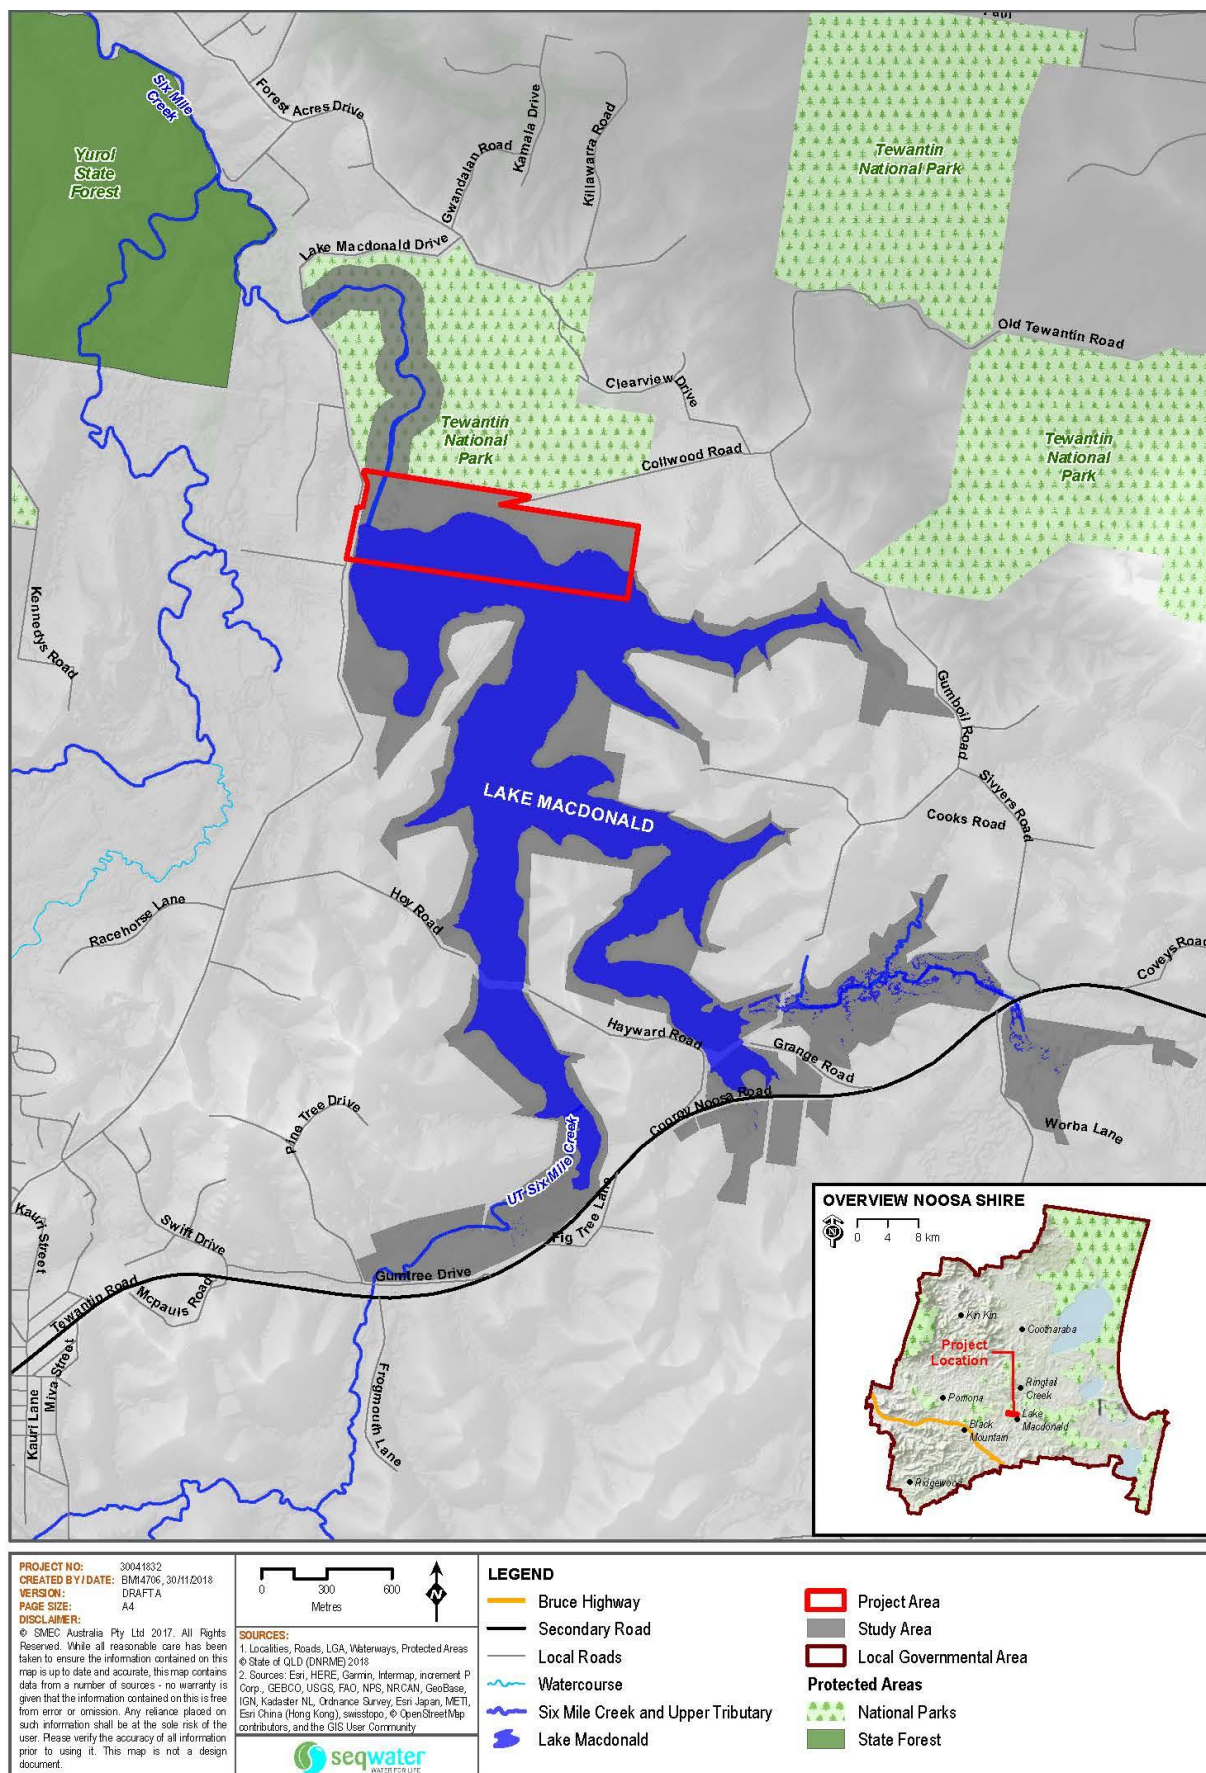 Paul
Six Mile
Creek
Forest Acres Drive
Yurol
State
Forest
Gwandalan Road
Kamala Drive
Killawarra Road
Tewantin
National Park
Lake Macdonald Drive
Old Tewantin Road
Clearview Drive
Tewantin
National
Park
Collwood Road
Tewantin
National
Park
Kennedys Road
Gumboil Road
LAKE MACDONALD
Sivyers Road
Cooks Road
Racehorse Lane
Hoy Road
Coveys Road
Hayward Road
Grange Road
Cooroy Noosa Road
Worba Lane
Pine Tree Drive
UT Six Mile Creek
Kauri Street
Swift Drive
Fig Tree Lane
Gumtree Drive
Tewantin Road
Mcpauls Road
Miva Street
Kauri Lane
Frogmouth Lane
OVERVIEW NOOSA SHIRE
N
0 4 8 km
Kin Kin
Cootharaba
Project
Location
Ringtail
Creek
Pomona
Lake
Macdonald
Black
Mountain
Ridgewood
PROJECT NO: 30041832
CREATED BY / DATE: BM14706, 30/11/2018
VERSION: DRAFT A
PAGE SIZE: A4
DISCLAIMER:
© SMEC Australia Pty Ltd 2017. All Rights
Reserved. While all reasonable care has been
taken to ensure the information contained on this
map is up to date and accurate, this map contains
data from a number of sources - no warranty is
given that the information contained on this is free
from error or omission. Any reliance placed on
such information shall be at the sole risk of the
user. Please verify the accuracy of all information
prior to using it. This map is not a design
document.
0 300 600
Metres
N
SOURCES:
1. Localities, Roads, LGA, Waterways, Protected Areas
© State of QLD (DNRME) 2018
2. Sources: Esri, HERE, Garmin, Intermap, increment P
Corp., GEBCO, USGS, FAO, NPS, NRCAN, GeoBase,
IGN, Kadaster NL, Ordnance Survey, Esri Japan, METI,
Esri China (Hong Kong), swisstopo, © OpenStreetMap
contributors, and the GIS User Community
seqwater
WATER FOR LIFE
LEGEND
Bruce Highway
Secondary Road
Local Roads
Watercourse
Six Mile Creek and Upper Tributary
Lake Macdonald
Project Area
Study Area
Local Governmental Area
Protected Areas
National Parks
State Forest